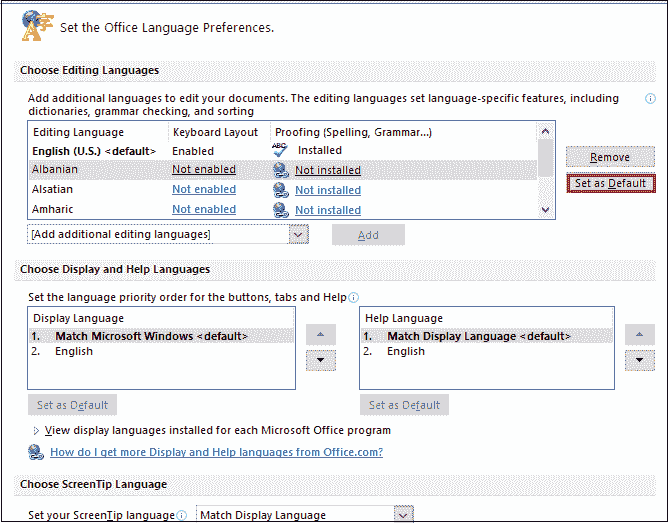 Set the Office Language Preferences.
Choose Editing Languages
Add additional languages to edit your documents. The editing languages set language-specific features, including
dictionaries, grammar checking, and sorting
Editing Language Keyboard Layout Proofing (Spelling, Grammar...)
English (U.S.) <default> Enabled Installed
Albanian Not enabled Not installed
Alsatian Not enabled Not installed
Amharic Not enabled Not installed
Remove
Set as Default
[Add additional editing languages] Add
Choose Display and Help Languages
Set the language priority order for the buttons, tabs and Help
Display Language
1. Match Microsoft Windows <default>
2. English
Set as Default
Help Language
1. Match Display Language <default>
2. English
Set as Default
View display languages installed for each Microsoft Office program
How do I get more Display and Help languages from Office.com?
Choose ScreenTip Language
Set your ScreenTip language Match Display Language